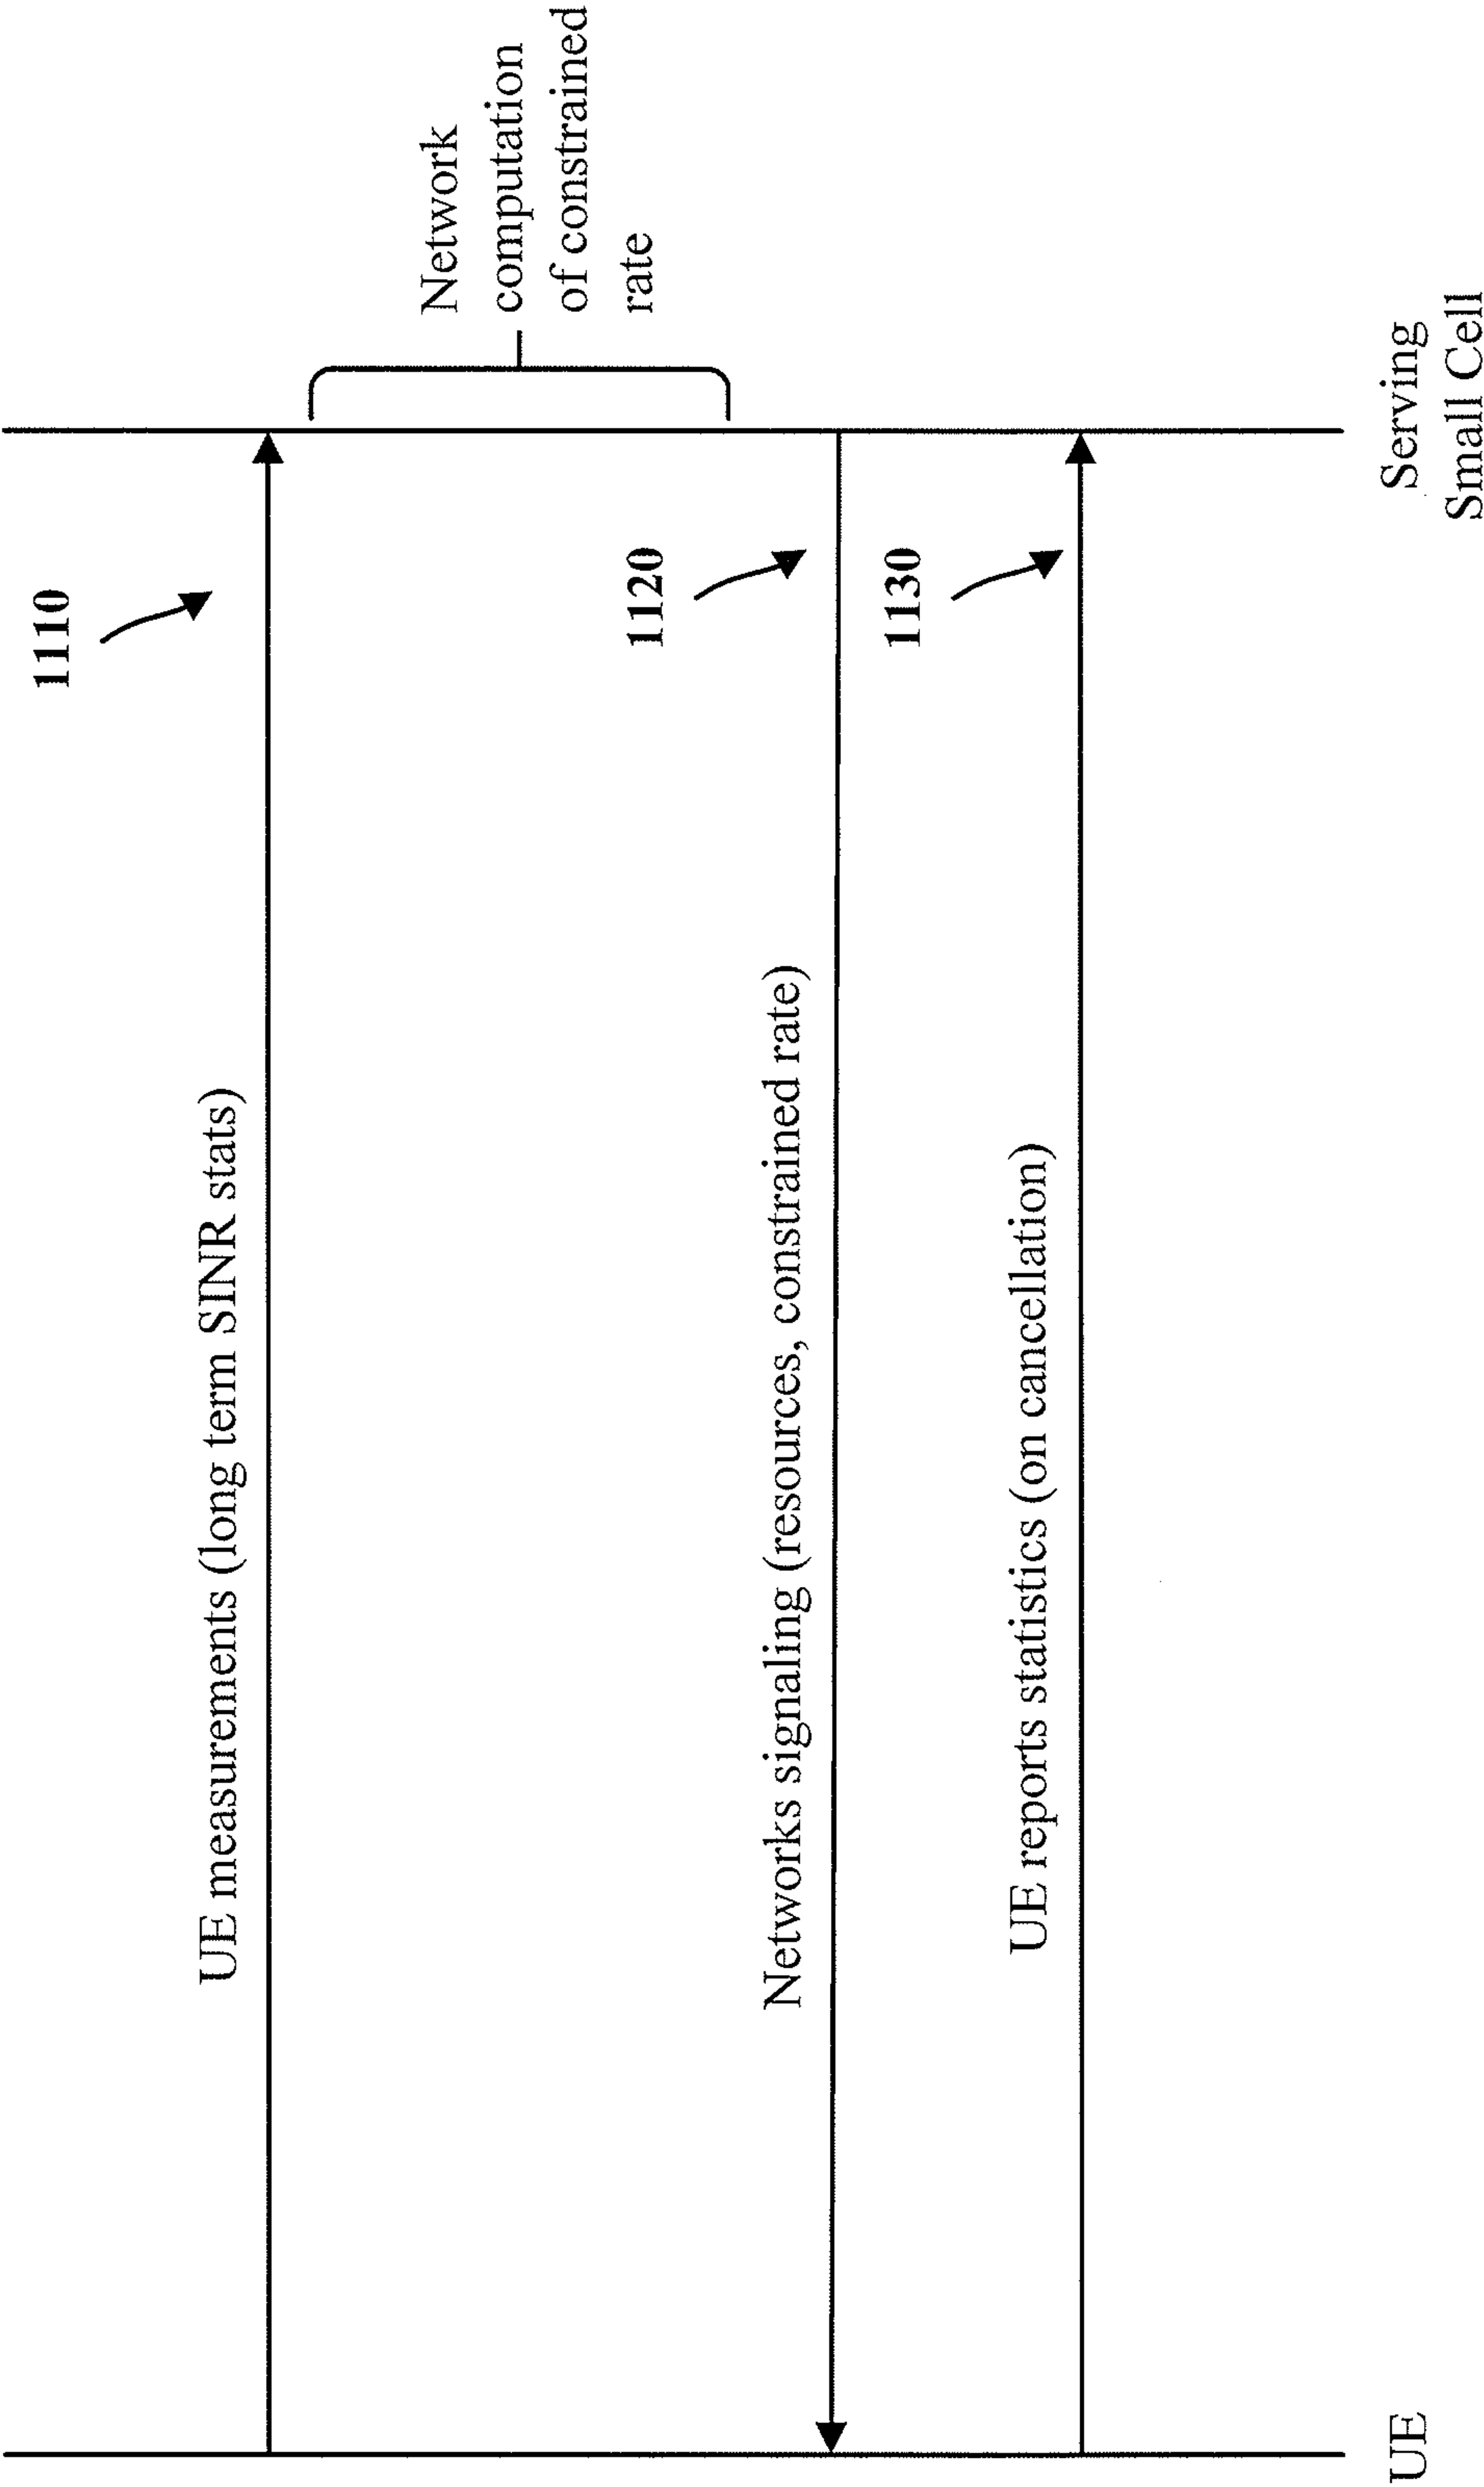 1110
UE measurements (long term SINR stats)
Network
computation
of constrained
rate
1120
Networks signaling (resources, constrained rate)
1130
UE reports statistics (on cancellation)
UE
Serving
Small Cell